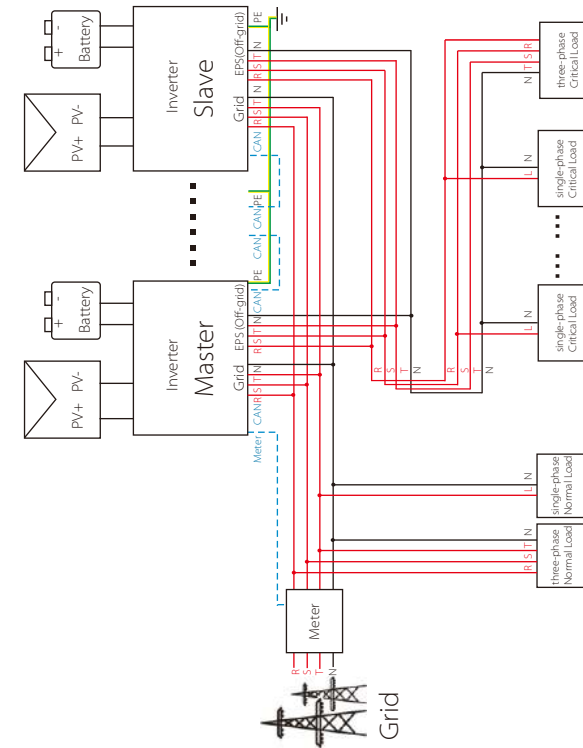 + -
Battery
PV+ PV-
Inverter
Slave
CAN R S T N R S T N PE
Grid EPS(Off-grid)
CAN CAN PE
+ -
Battery
PV+ PV-
Inverter
Master
Meter CAN R S T N R S T N CAN PE
Grid EPS(Off-grid)
R
S
T
N
R
S
T
N
N T S R
three-phase
Critical Load
L N
single-phase
Critical Load
L N
single-phase
Critical Load
L N
single-phase
Normal Load
R S T N
three-phase
Normal Load
Meter
R
S
T
N
Grid